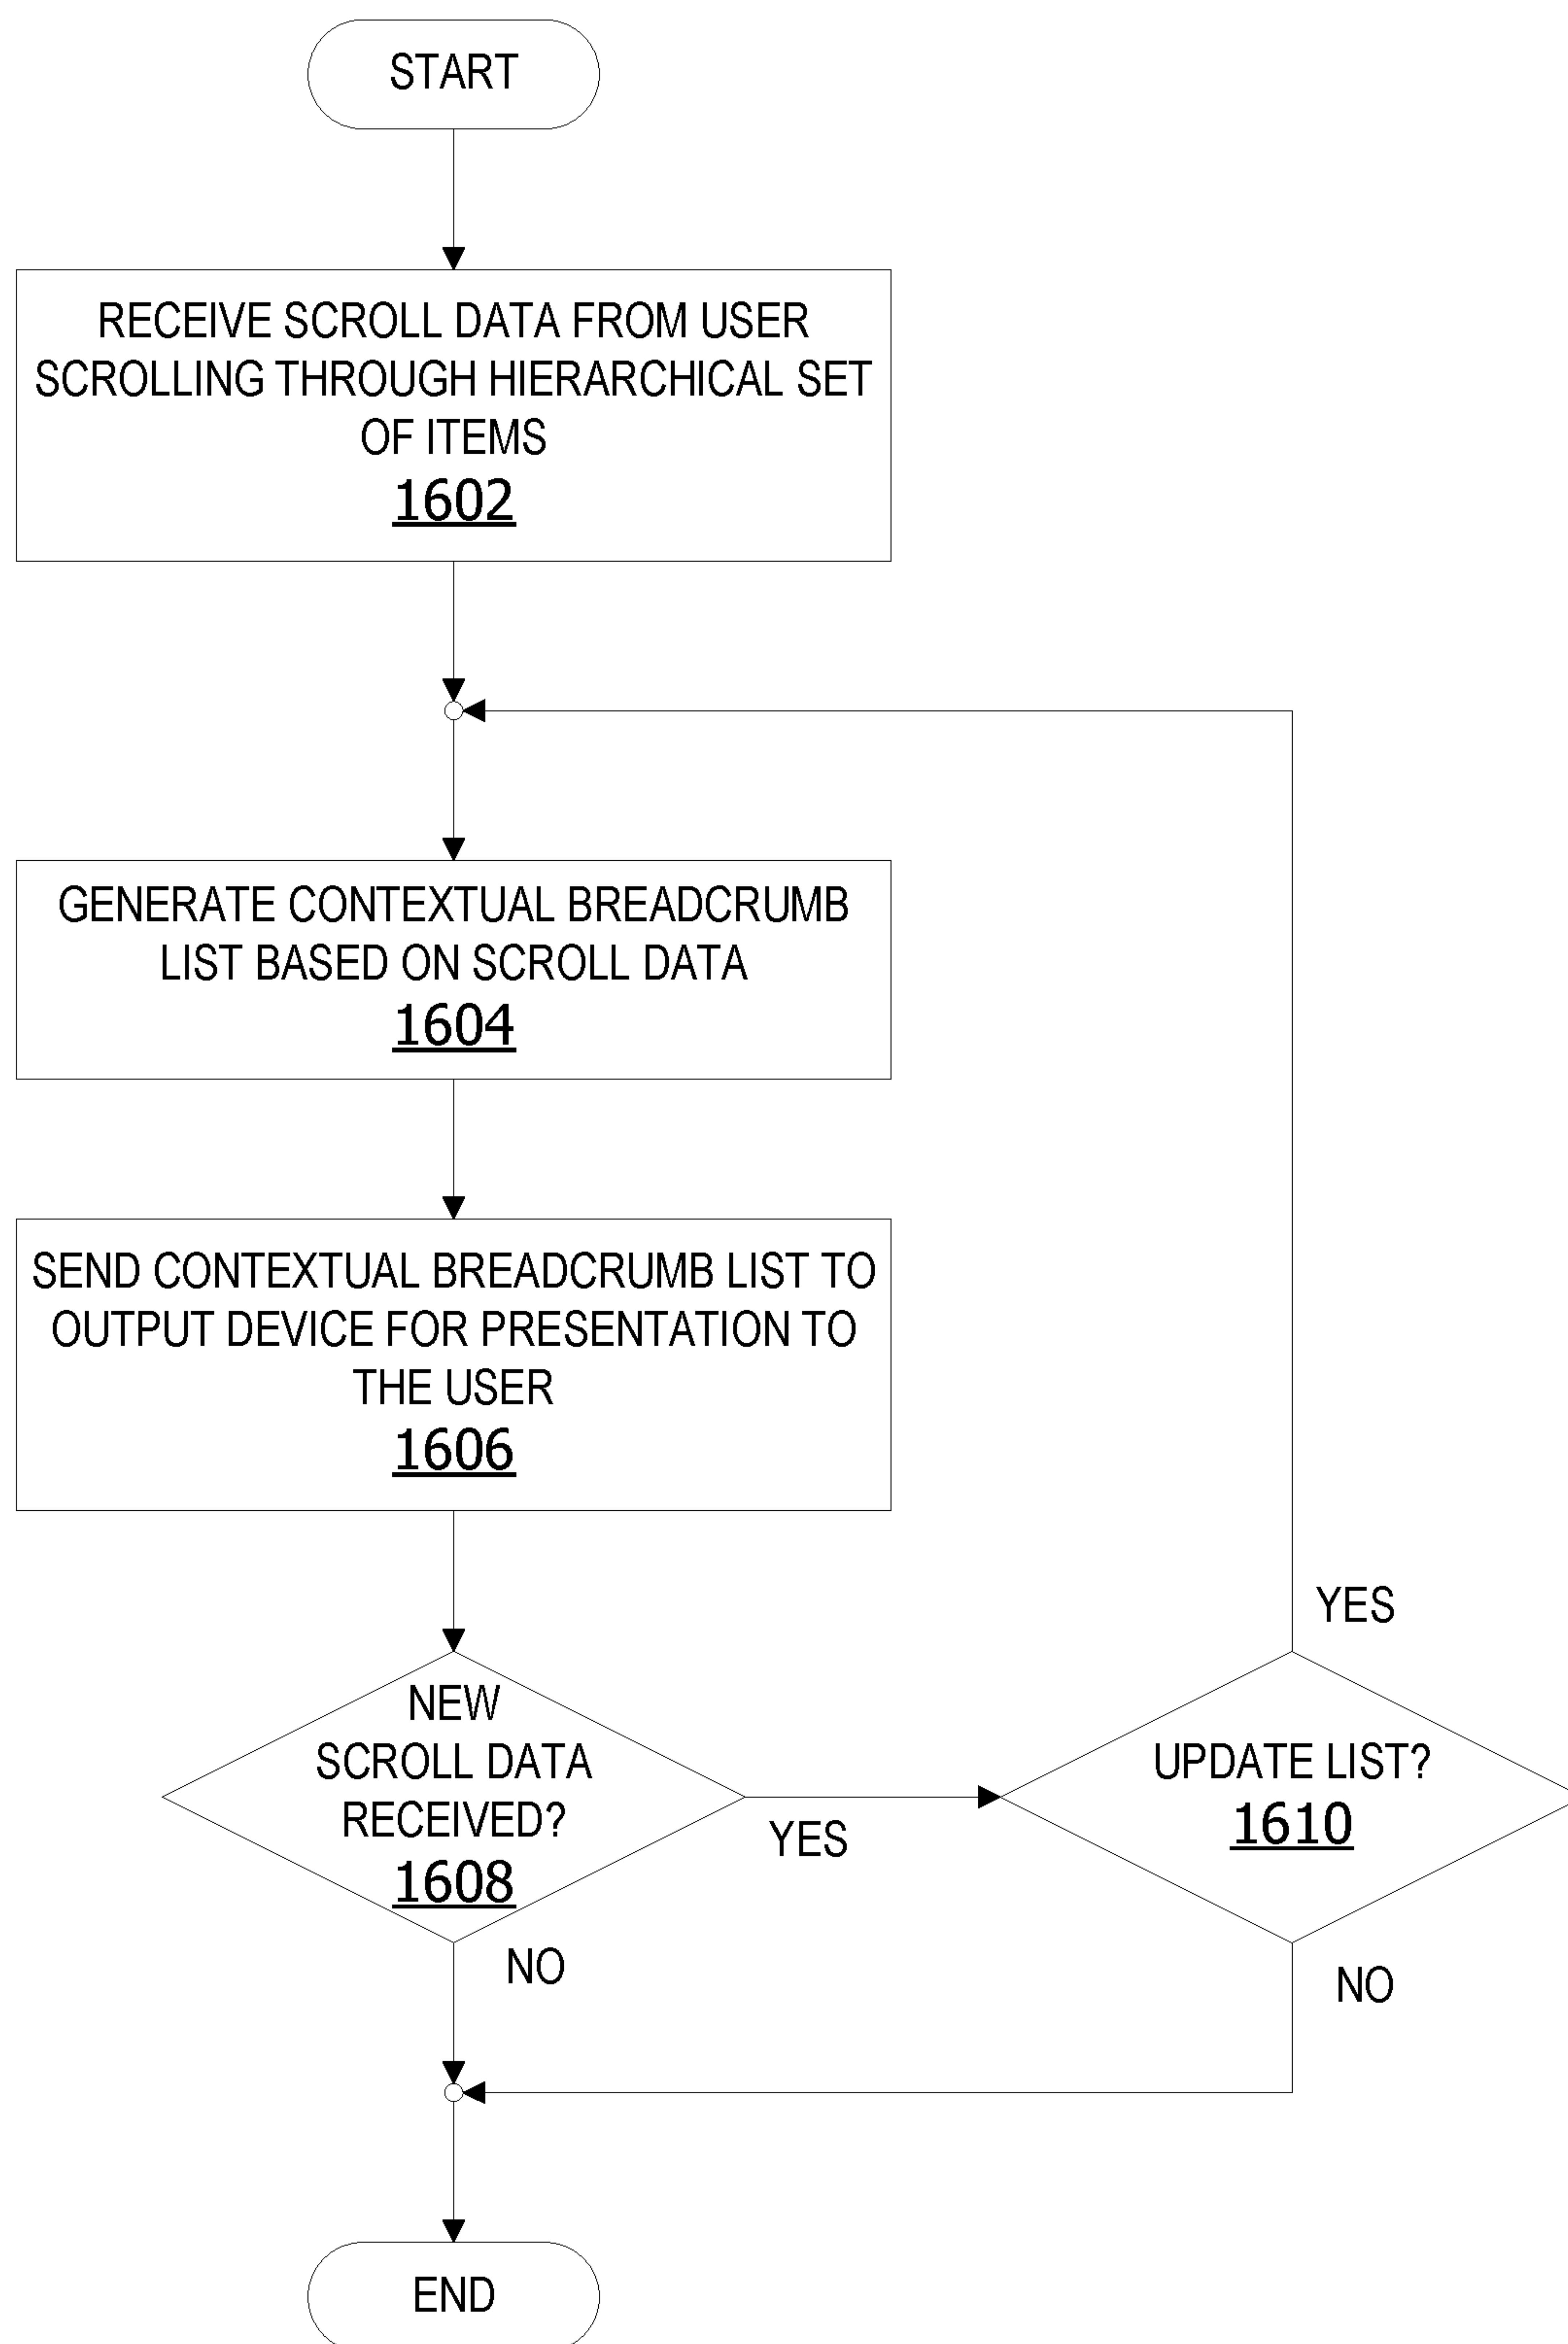 START
RECEIVE SCROLL DATA FROM USER
SCROLLING THROUGH HIERARCHICAL SET
OF ITEMS
1602
GENERATE CONTEXTUAL BREADCRUMB
LIST BASED ON SCROLL DATA
1604
SEND CONTEXTUAL BREADCRUMB LIST TO
OUTPUT DEVICE FOR PRESENTATION TO
THE USER
1606
NEW
SCROLL DATA
RECEIVED?
1608
YES
NO
UPDATE LIST?
1610
YES
NO
END